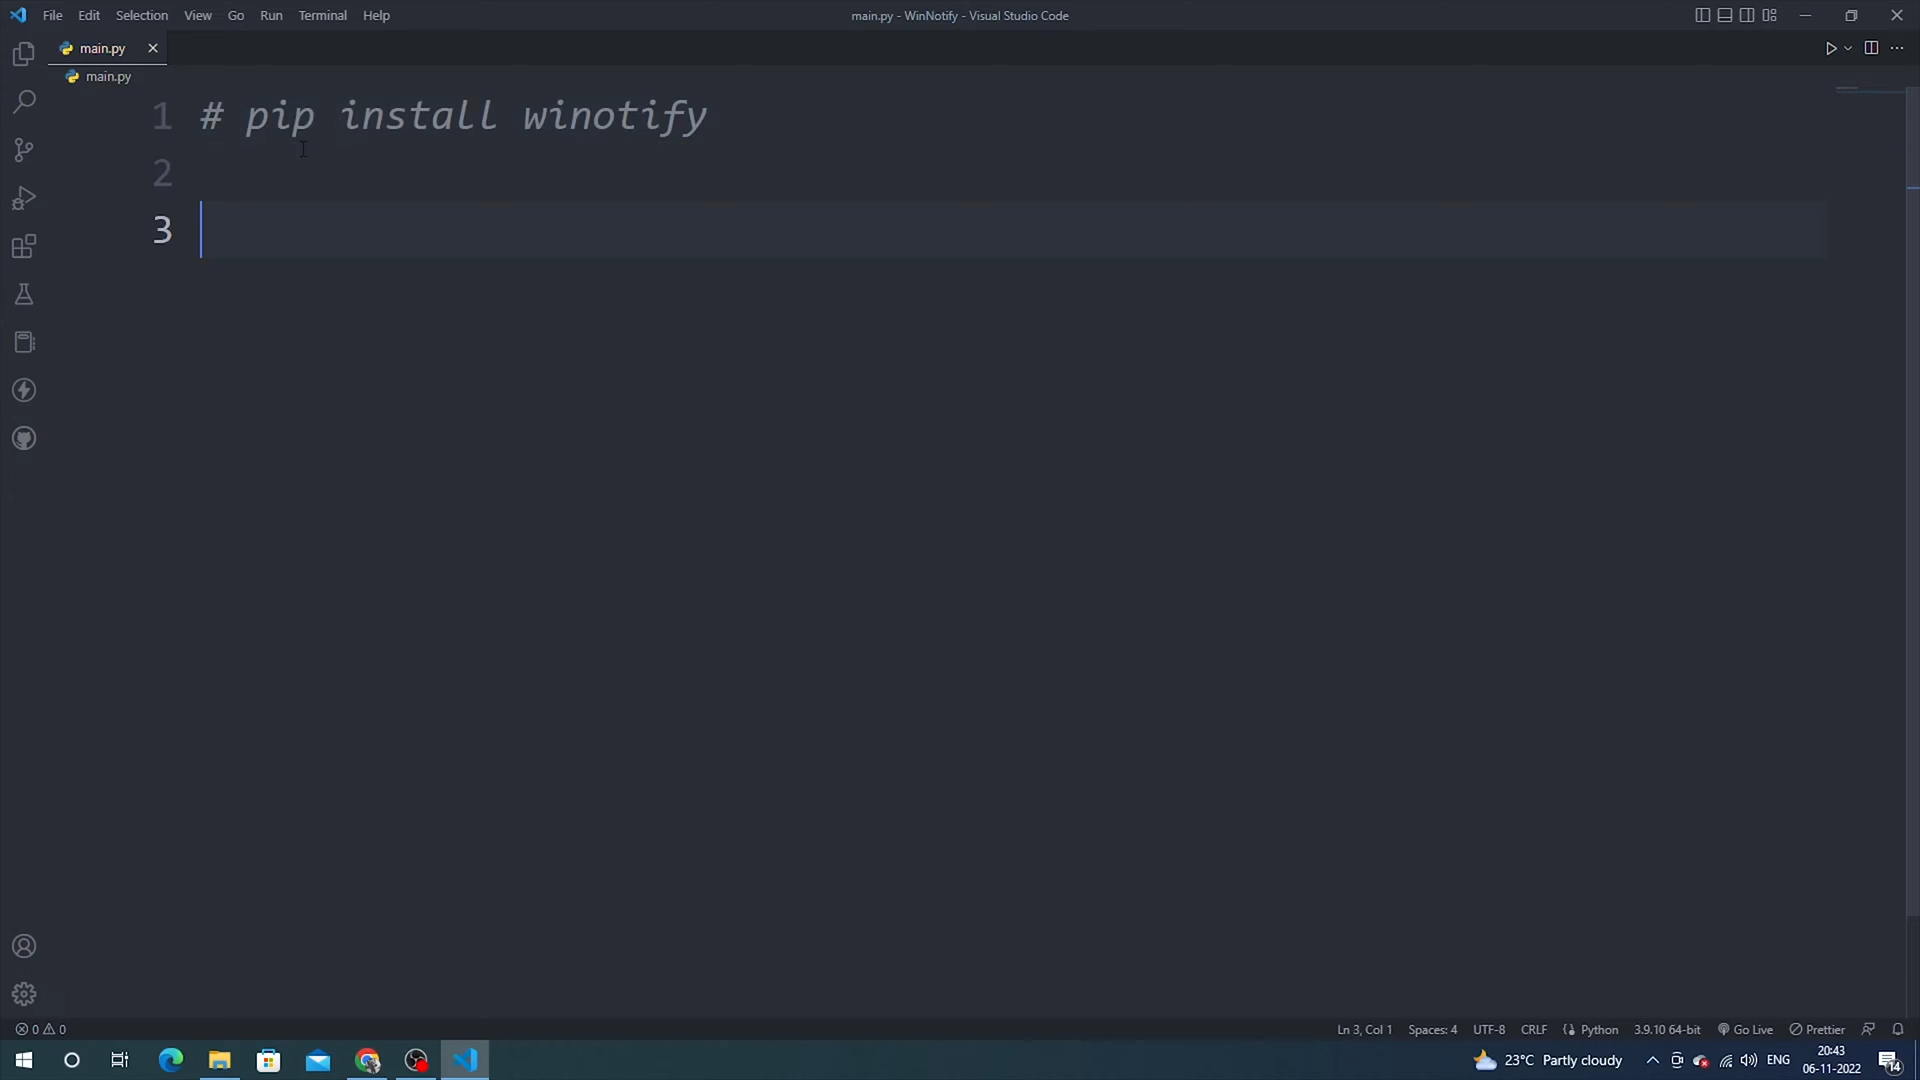 File Edit Selection View Go Run Terminal Help
main.py - WinNotify - Visual Studio Code
main.py
main.py
1 # pip install winotify
2
3
0 0
Ln 3, Col 1 Spaces: 4 UTF-8 CRLF Python 3.9.10 64-bit Go Live Prettier
23°C Partly cloudy
ENG
20:43
06-11-2022
14